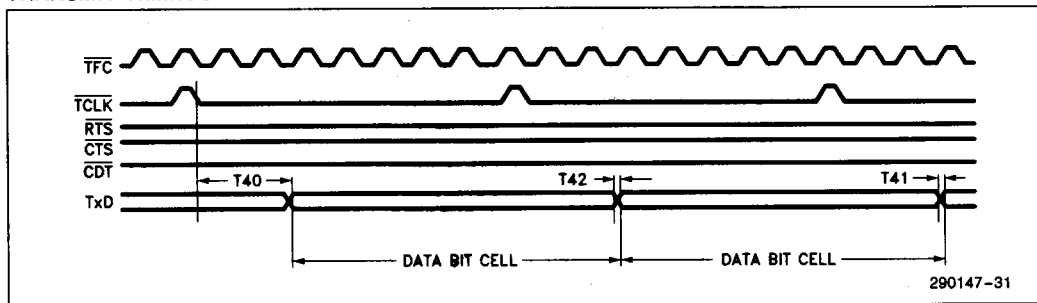 TFC
TCLK
RTS
CTS
CDT
T40 T42 T41
TxD
DATA BIT CELL DATA BIT CELL
290147-31